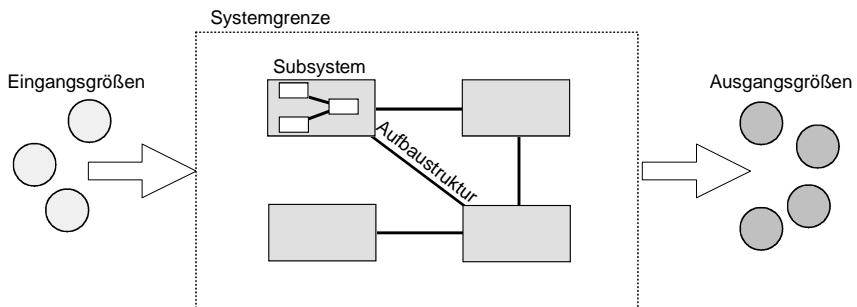 Systemgrenze
Eingangsgrößen
Subsystem
Aufbaustruktur
Ausgangsgrößen